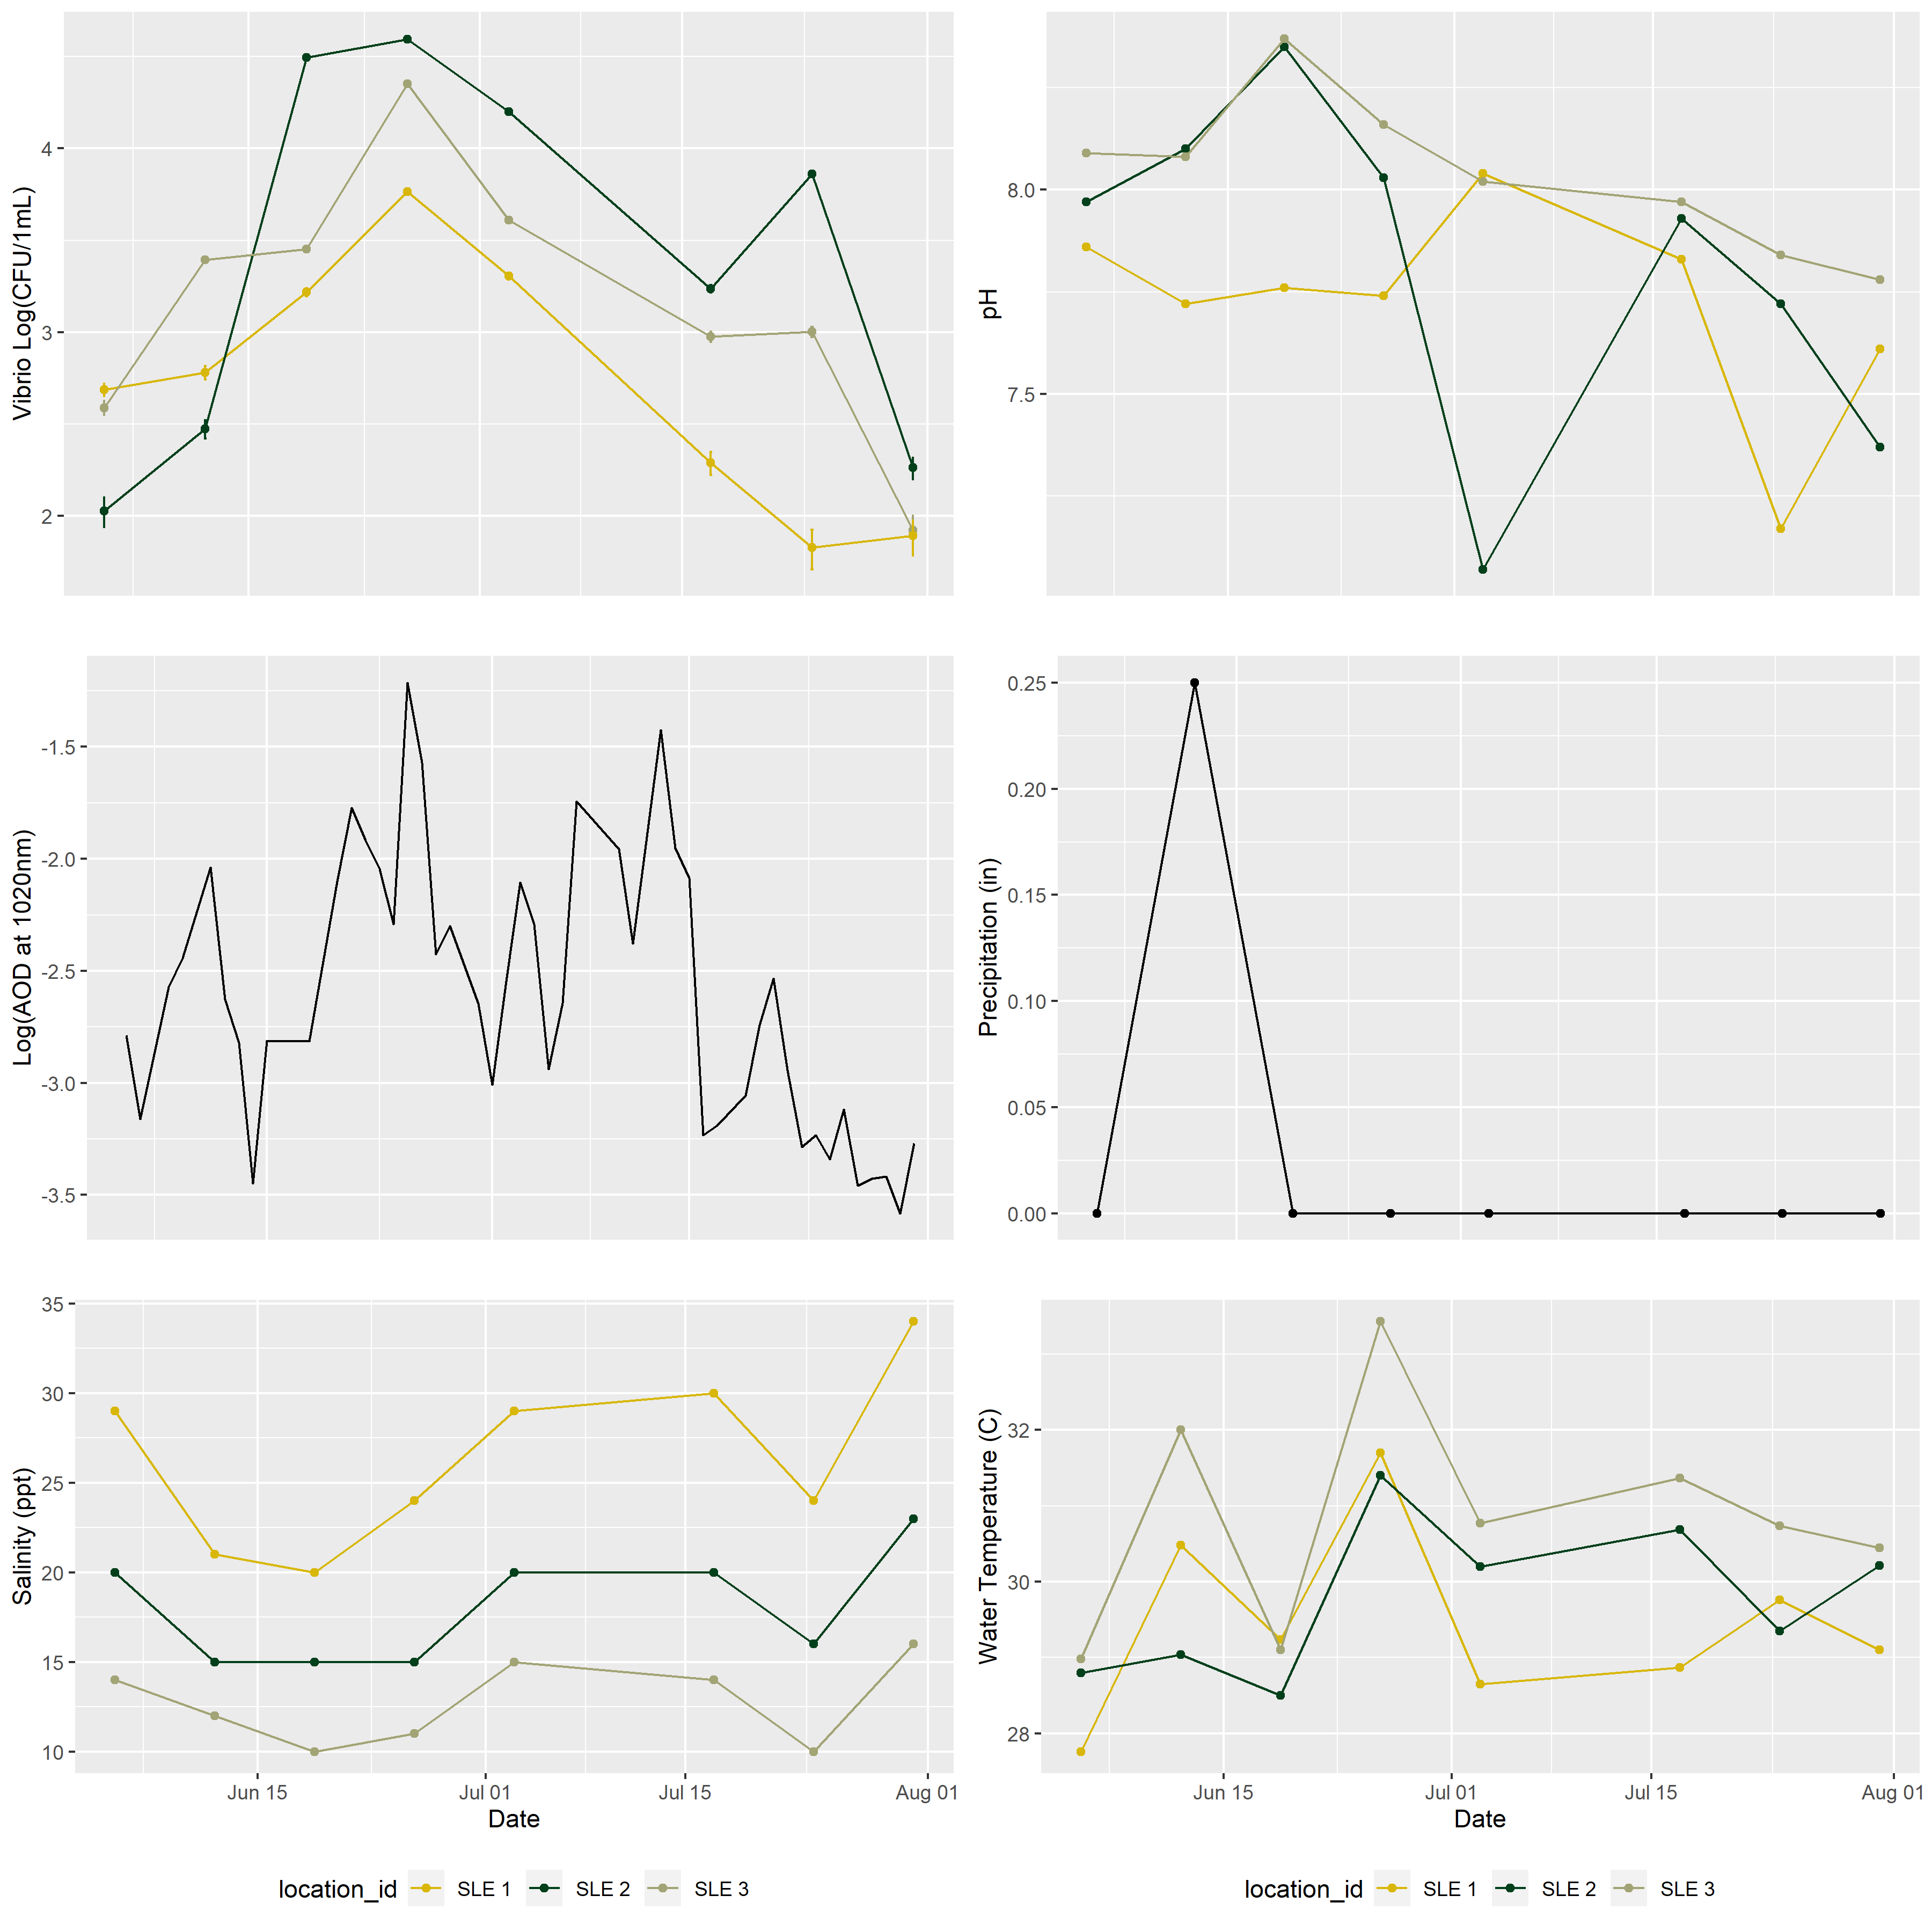 Vibrio Log(CFU/1mL)
4
3
2
pH
8.0
7.5
Log(AOD at 1020nm)
-1.5
-2.0
-2.5
-3.0
-3.5
Precipitation (in)
0.25
0.20
0.15
0.10
0.05
0.00
Salinity (ppt)
35
30
25
20
15
10
Jun 15 Jul 01 Jul 15 Aug 01
Date
Water Temperature (C)
32
30
28
Jun 15 Jul 01 Jul 15 Aug 01
Date
location_id SLE 1 SLE 2 SLE 3
location_id SLE 1 SLE 2 SLE 3